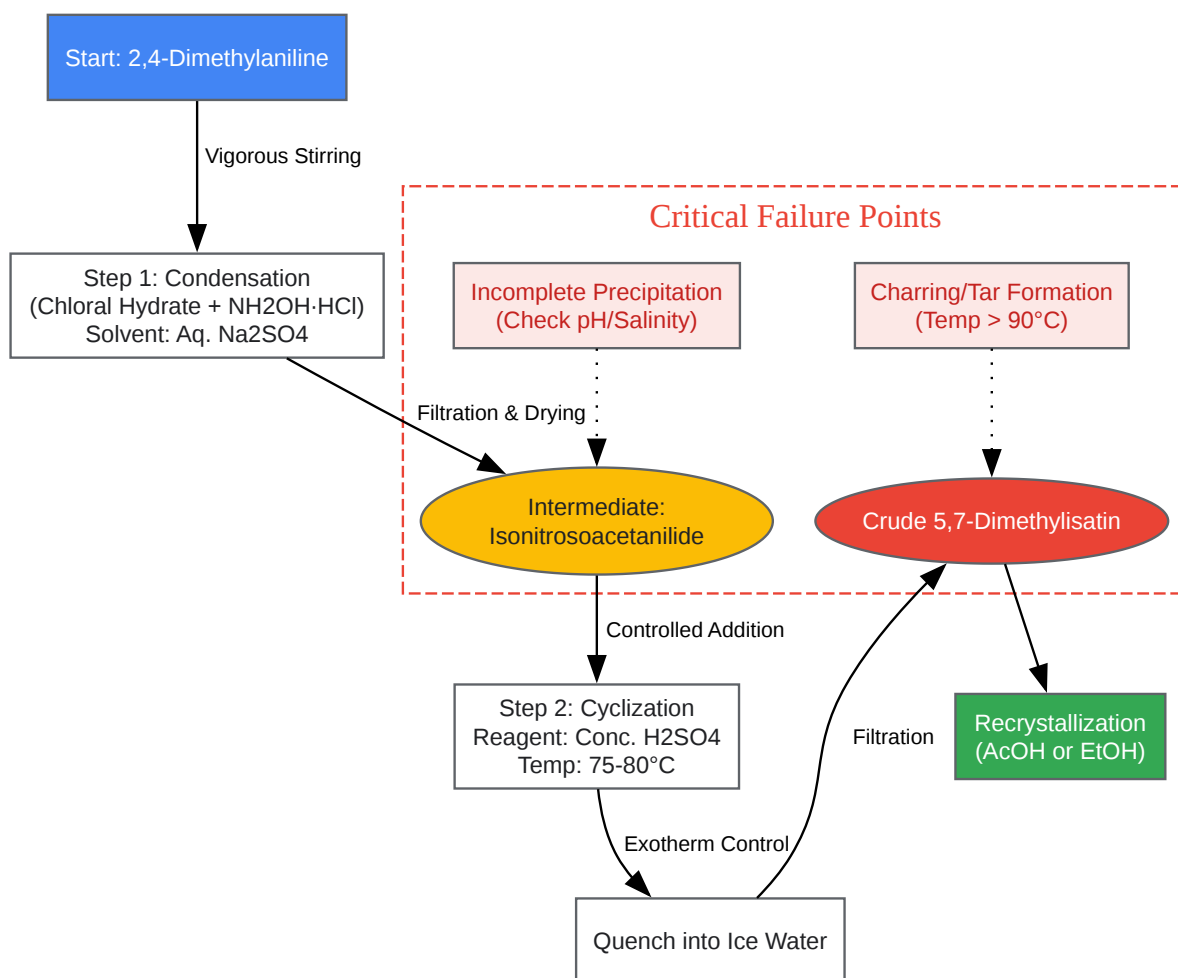 Start: 2,4-Dimethylaniline
Vigorous Stirring
Critical Failure Points
Step 1: Condensation
(Chloral Hydrate + NH2OH·HCl)
Solvent: Aq. Na2SO4
Incomplete Precipitation
(Check pH/Salinity)
Charring/Tar Formation
(Temp > 90°C)
Filtration & Drying
Intermediate:
Isonitrosoacetanilide
Crude 5,7-Dimethylisatin
Controlled Addition
Step 2: Cyclization
Reagent: Conc. H2SO4
Temp: 75-80°C
Filtration
Recrystallization
(AcOH or EtOH)
Exotherm Control
Quench into Ice Water